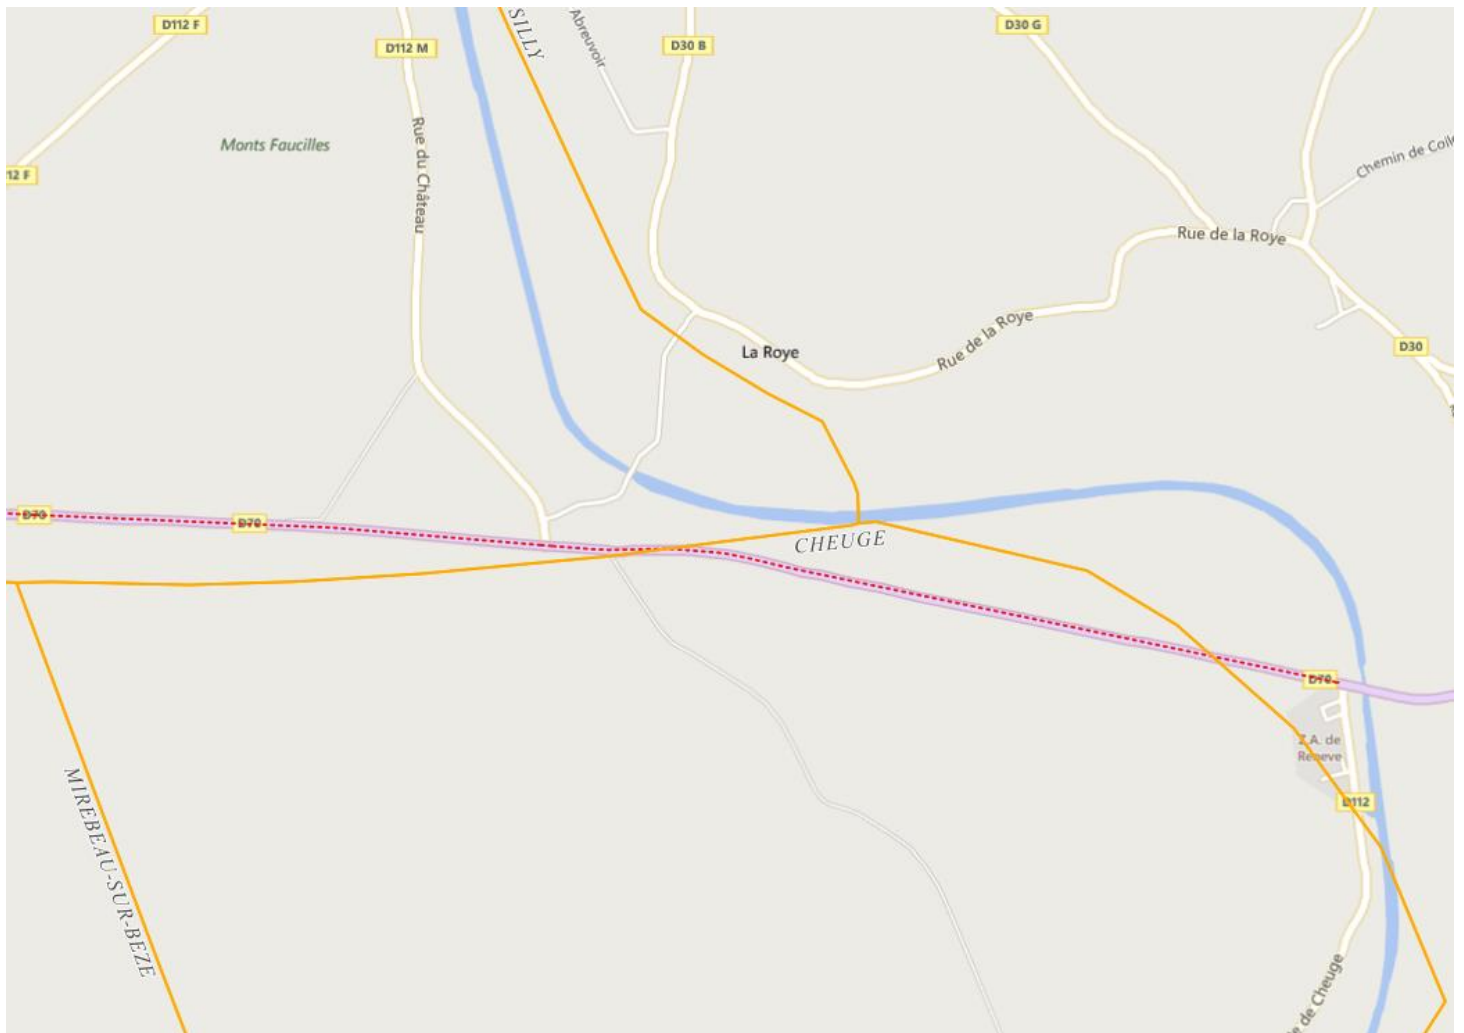 D112 F
D112 M
SILLY
Abreuvoir
D30 B
D30 G
Monts Faucilles
Rue du Château
12 F
Chemin de Coll
Rue de la Roye
Rue de la Roye
La Roye
D30
D70
D70
CHEUGE
D70
Z.A. de
Reneve
D112
MIREBEAU-SUR-BEZE
e de Cheuge